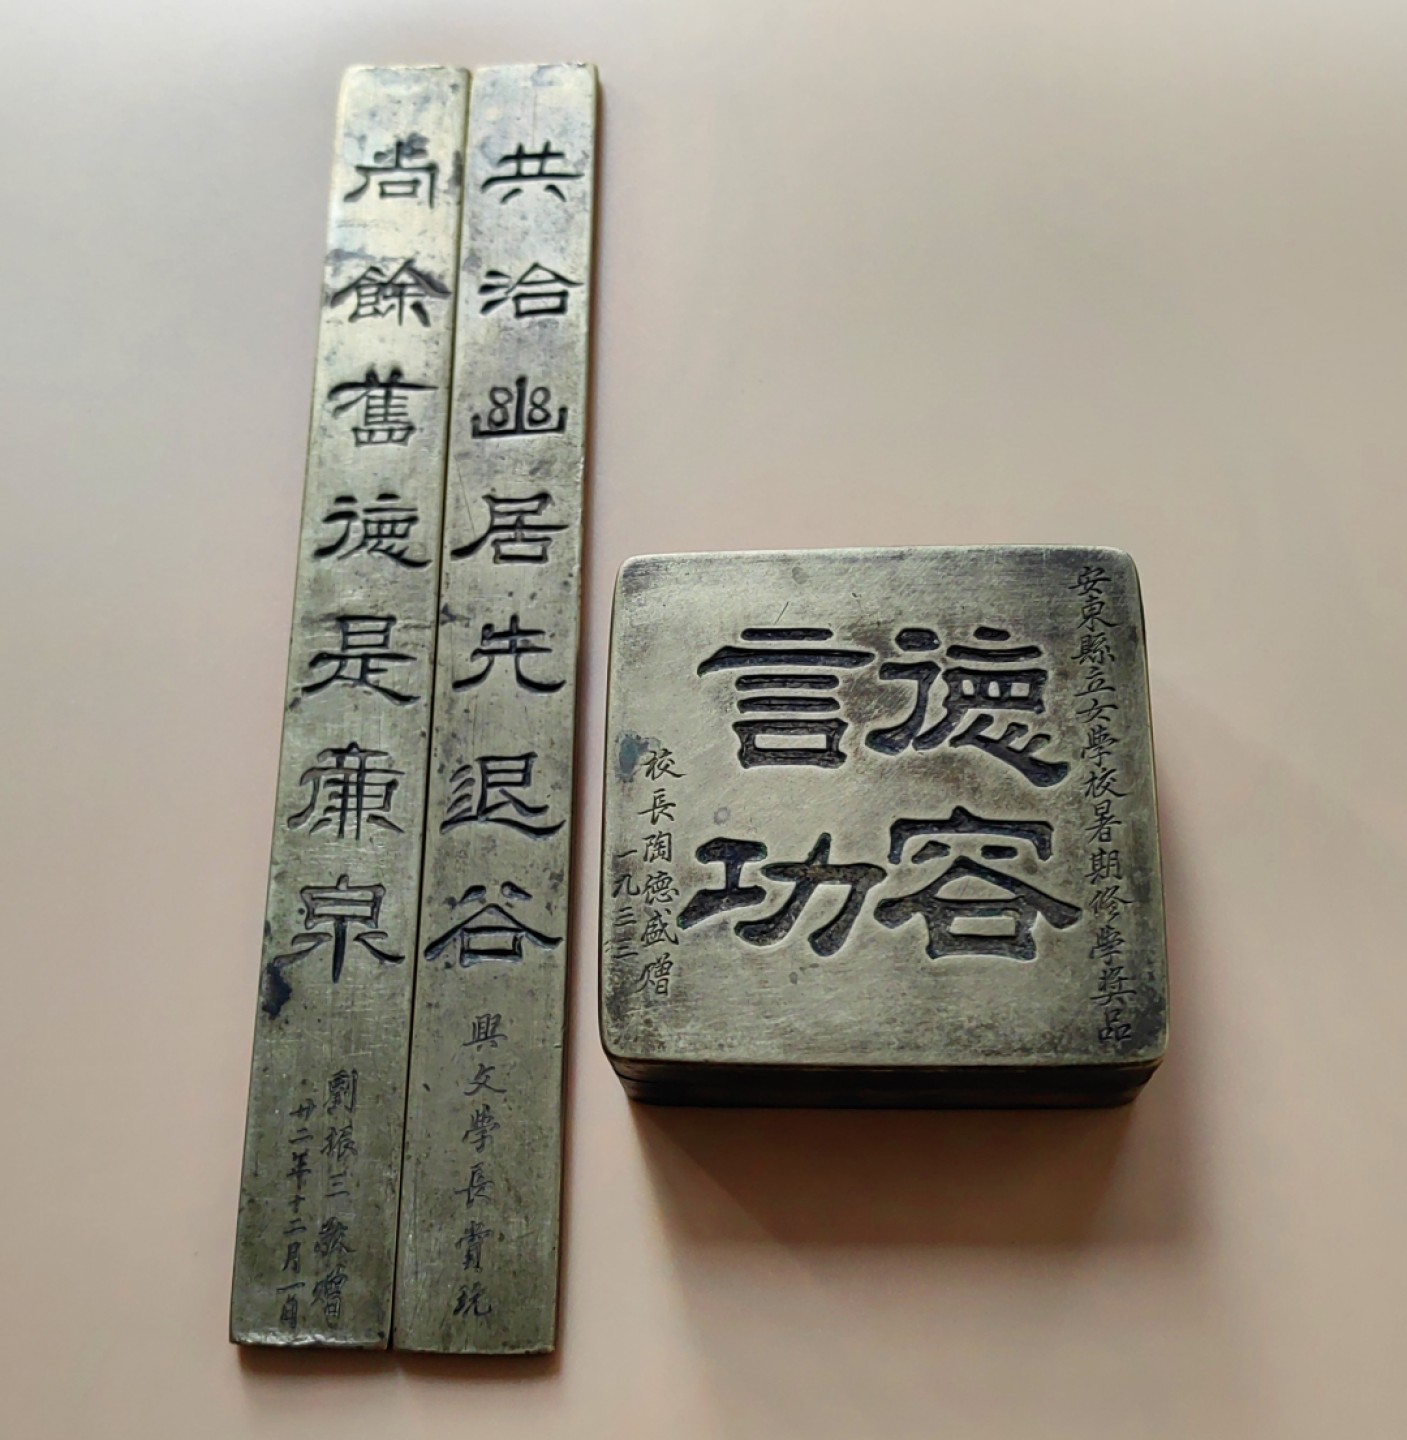 共洽幽居先退谷
興文學長賞玩
尚餘舊德是廉泉
劉振三敬贈
廿二年十二月一日
安東縣立女學校暑期修學獎品
德容
言功
校長陶德盛贈
一九三三